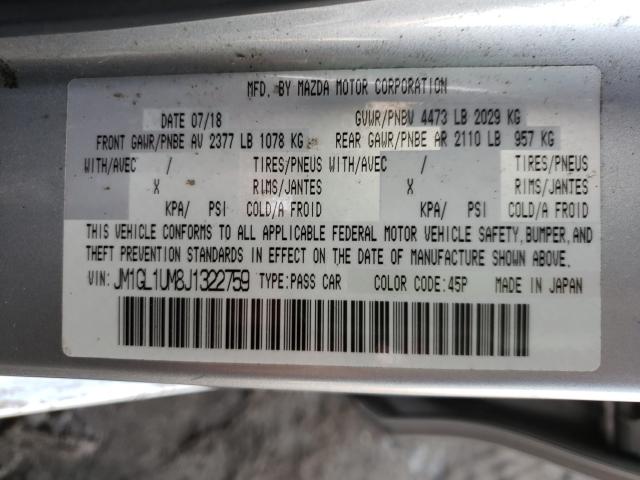 MFD. BY MAZDA MOTOR CORPORATION
DATE 07/18 GVWR/PNBV 4473 LB 2029 KG
FRONT GAWR/PNBE AV 2377 LB 1078 KG REAR GAWR/PNBE AR 2110 LB 957 KG
WITH/AVEC / TIRES/PNEUS WITH/AVEC / TIRES/PNEUS
X RIMS/JANTES X RIMS/JANTES
KPA/ PSI COLD/A FROID KPA/ PSI COLD/A FROID
THIS VEHICLE CONFORMS TO ALL APPLICABLE FEDERAL MOTOR VEHICLE SAFETY, BUMPER, AND
THEFT PREVENTION STANDARDS IN EFFECT ON THE DATE OF MANUFACTURE SHOWN ABOVE.
VIN: JM1GL1UM8J1322759 TYPE: PASS CAR COLOR CODE: 45P MADE IN JAPAN